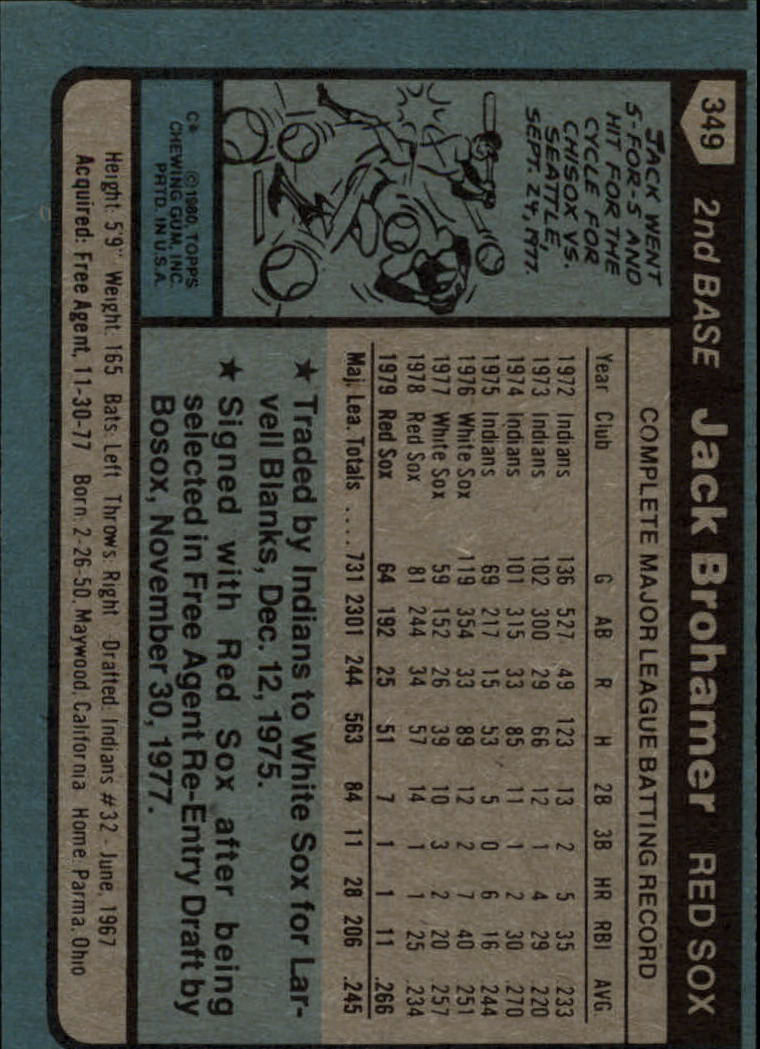 349 2nd BASE Jack Brohamer RED SOX
JACK WENT
5-FOR-5 AND
HIT FOR THE
CYCLE FOR
CHISOX VS.
SEATTLE,
SEPT. 24, 1977.
C*
©1980, TOPPS
CHEWING GUM, INC.
PRTD. IN U.S.A.
COMPLETE MAJOR LEAGUE BATTING RECORD
Year Club G AB R H 2B 3B HR RBI AVG.
1972 Indians 136 527 49 123 13 2 5 35 .233
1973 Indians 102 300 29 66 12 1 4 29 .220
1974 Indians 101 315 33 85 11 1 2 30 .270
1975 Indians 69 217 15 53 5 0 6 16 .244
1976 White Sox 119 354 33 89 12 2 7 40 .251
1977 White Sox 59 152 26 39 10 3 2 20 .257
1978 Red Sox 81 244 34 57 14 1 1 25 .234
1979 Red Sox 64 192 25 51 7 1 1 11 .266
Maj. Lea. Totals .... 731 2301 244 563 84 11 28 206 .245
★ Traded by Indians to White Sox for Lar-
vell Blanks, Dec. 12, 1975.
★ Signed with Red Sox after being
selected in Free Agent Re-Entry Draft by
Bosox, November 30, 1977.
Height: 5'9" Weight: 165 Bats: Left Throws: Right Drafted: Indians #32 - June, 1967
Acquired: Free Agent, 11-30-77 Born: 2-26-50, Maywood, California Home: Parma, Ohio